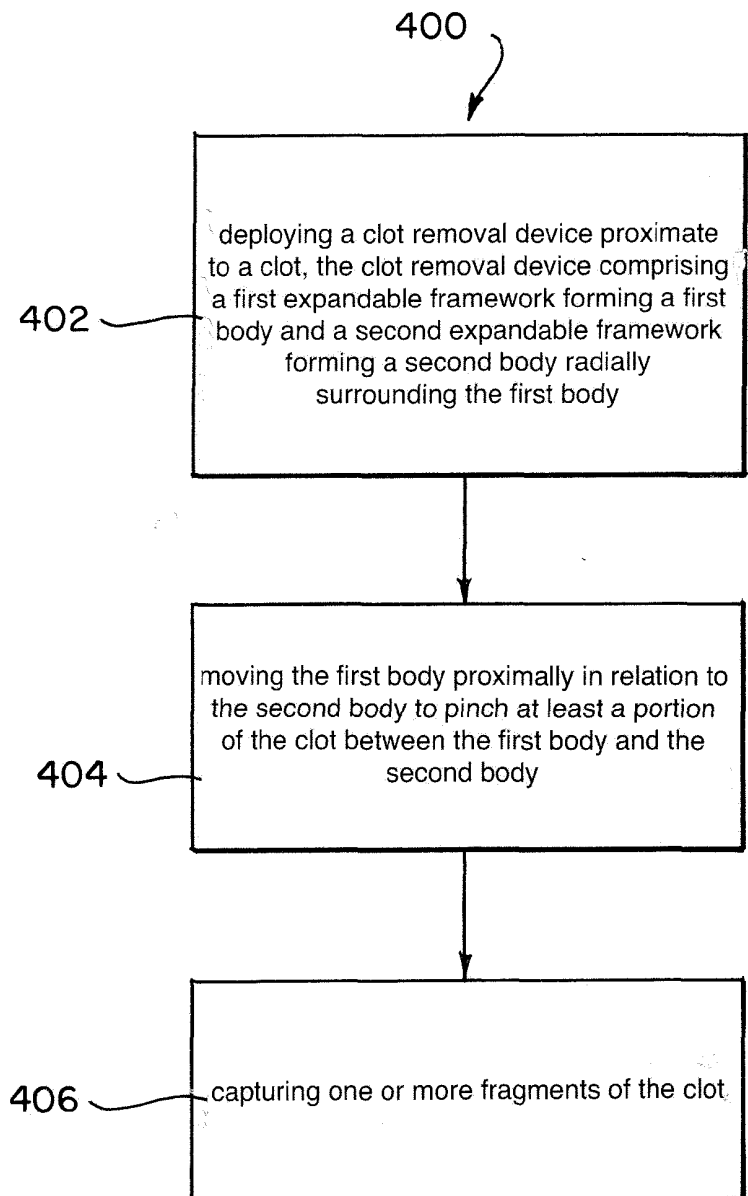 400
deploying a clot removal device proximate
to a clot, the clot removal device comprising
a first expandable framework forming a first
body and a second expandable framework
forming a second body radially
surrounding the first body
402
moving the first body proximally in relation to
the second body to pinch at least a portion
of the clot between the first body and the
second body
404
capturing one or more fragments of the clot
406